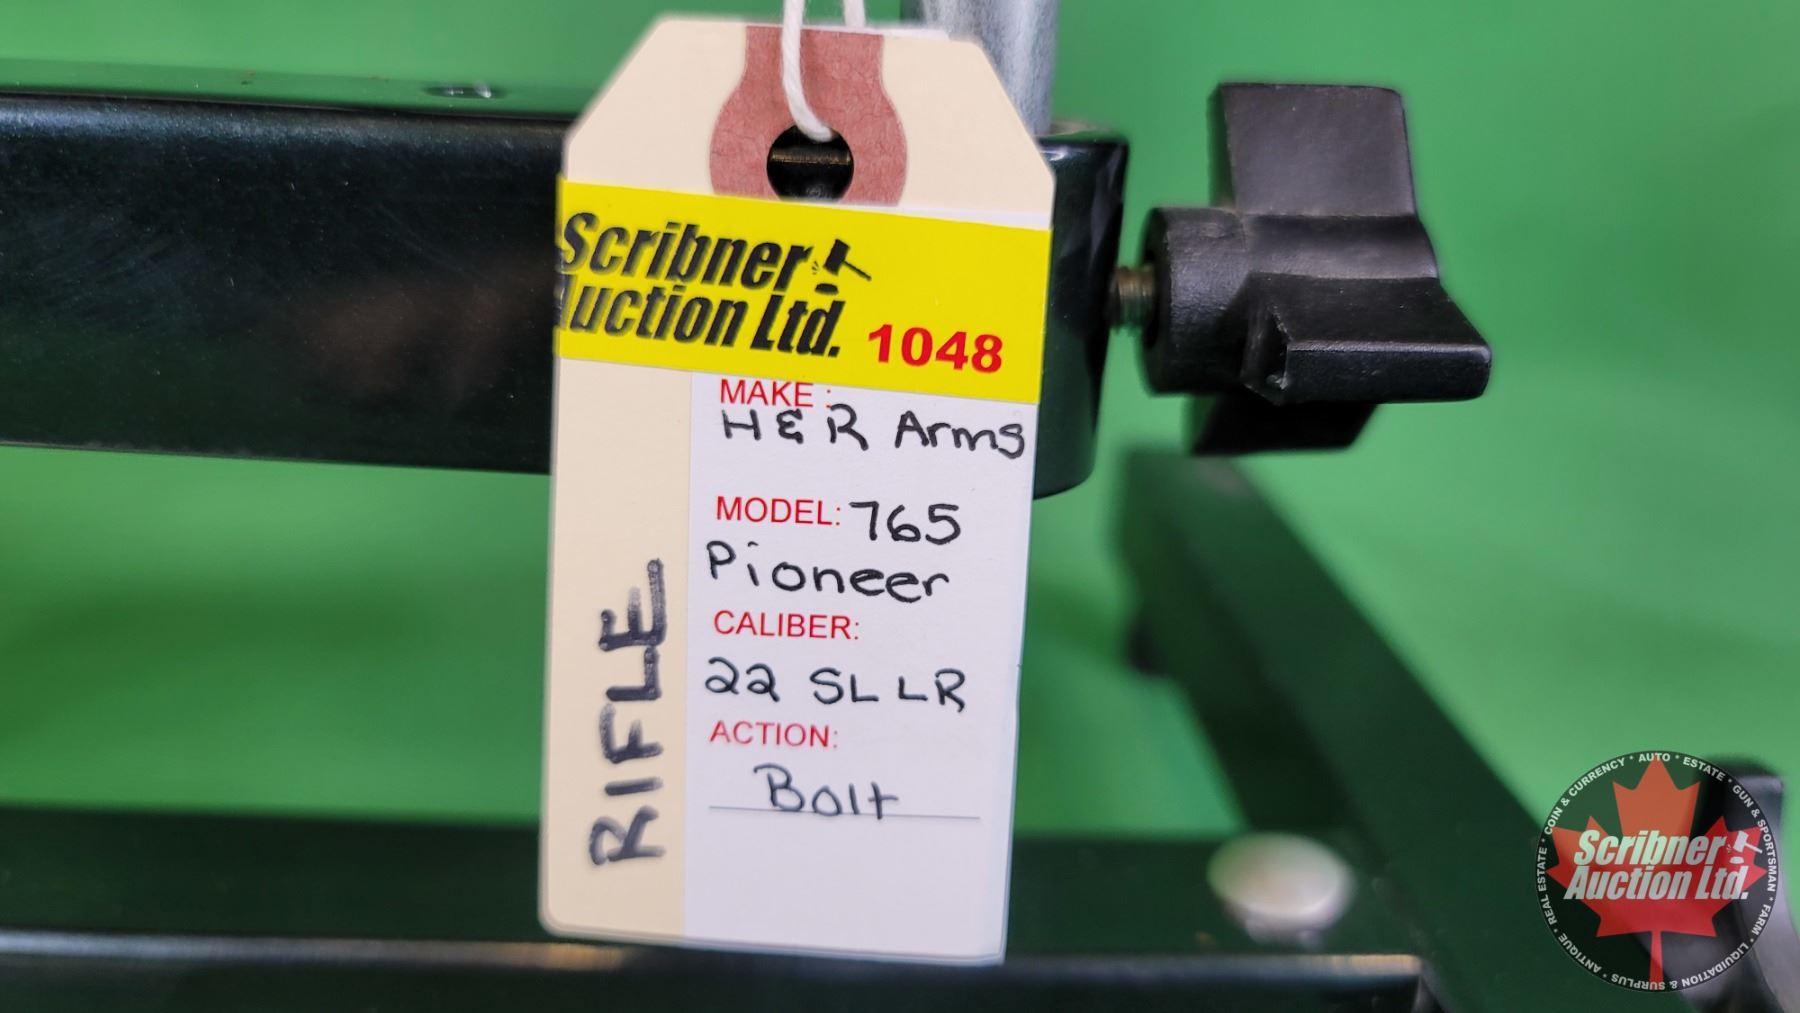 Scribner
Auction Ltd. 1048
MAKE:
H&R Arms
MODEL: 765
Pioneer
CALIBER:
22 SLLR
ACTION:
Bolt
RIFLE
COIN & CURRENCY * AUTO * ESTATE * GUN & SPORTSMAN * FARM * LIQUIDATION & SURPLUS * ANTIQUE * REAL ESTATE *
Scribner
Auction Ltd.